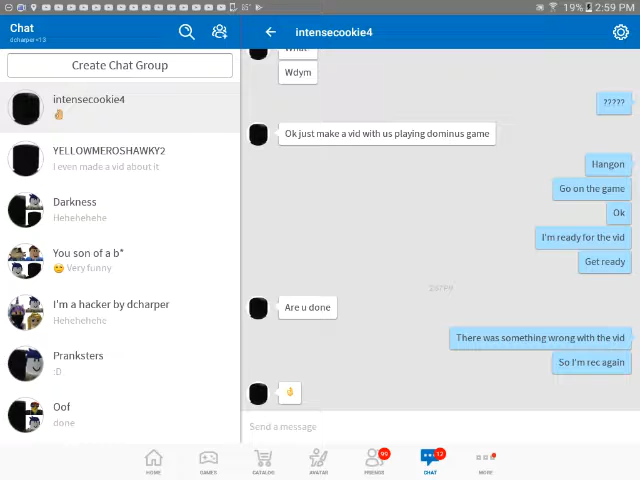 19% 2:59 PM
Chat
dcharper<13
intensecookie4
Create Chat Group
intensecookie4
YELLOWMEROSHAWKY2
I even made a vid about it
Darkness
Hehehehehe
You son of a b*
😊 Very funny
I'm a hacker by dcharper
Hehehehehe
Pranksters
:D
Oof
done
Wdym
?????
Ok just make a vid with us playing dominus game
Hangon
Go on the game
Ok
I'm ready for the vid
Get ready
Are u done
There was something wrong with the vid
So I'm rec again
👌
Send a message
HOME
GAMES
CATALOG
AVATAR
99
FRIENDS
12
CHAT
MORE